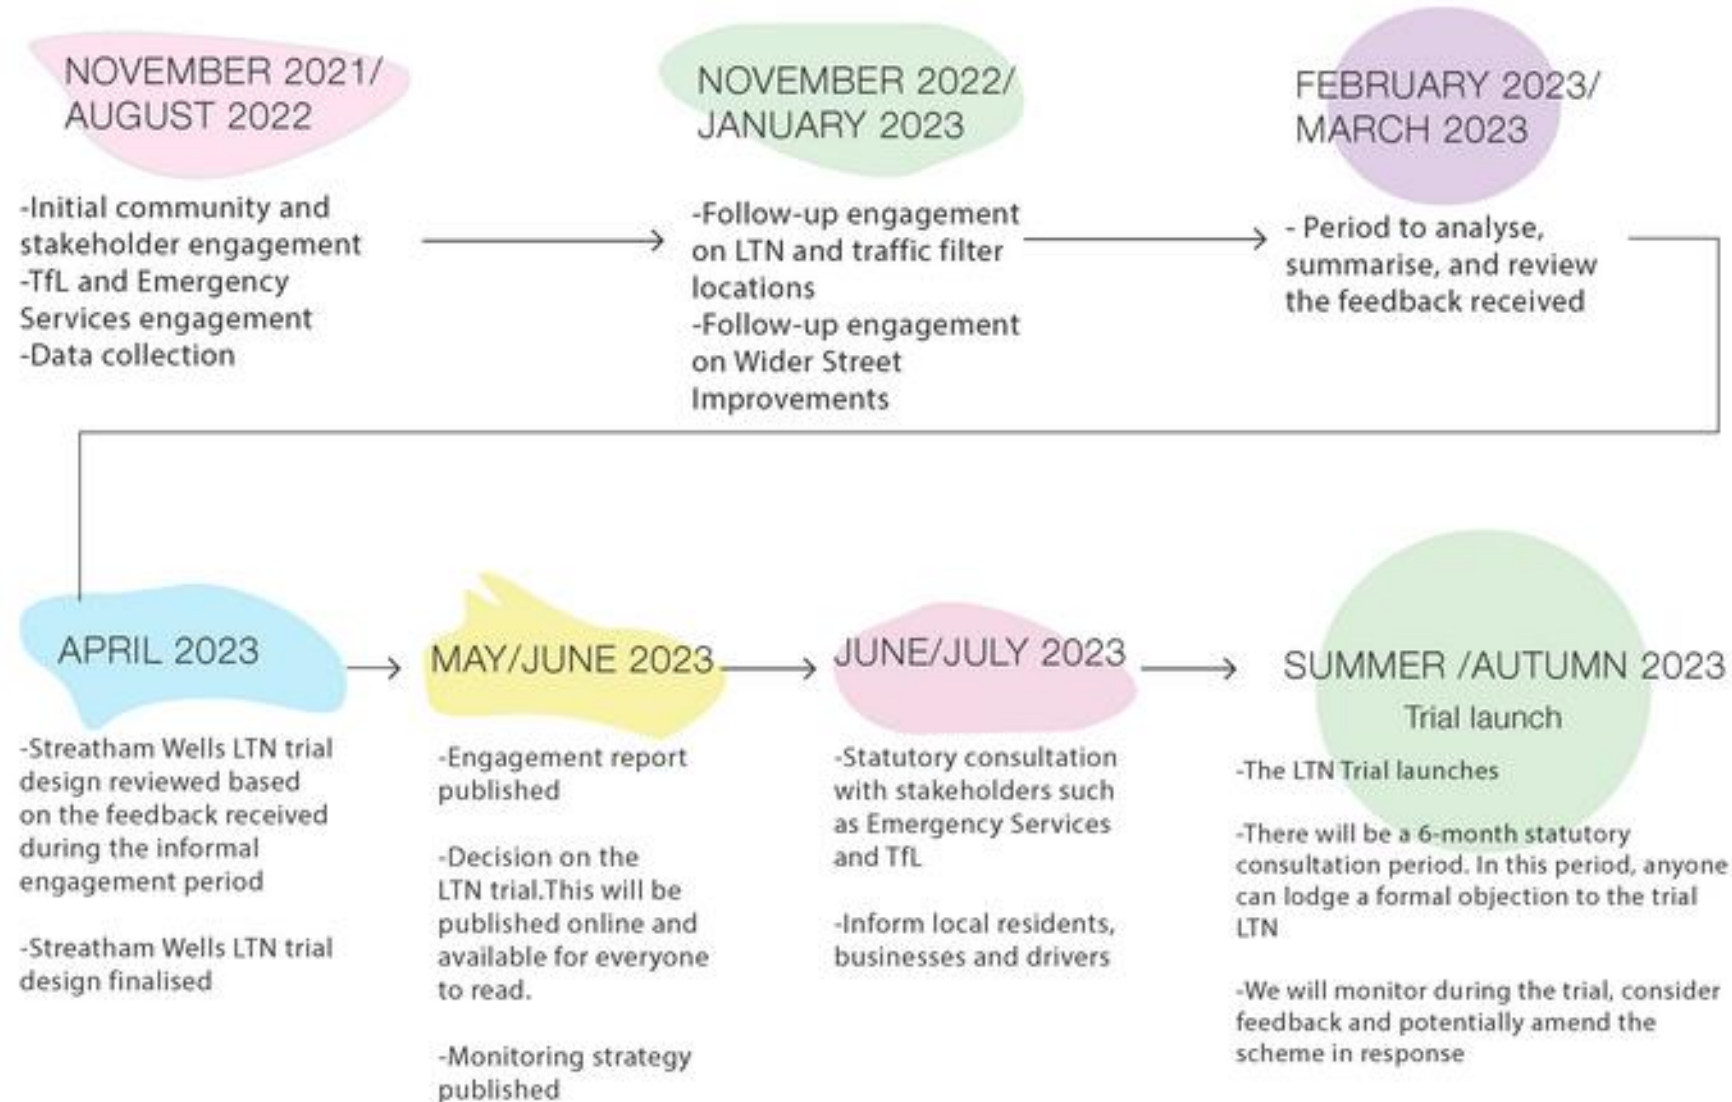 NOVEMBER 2021/
AUGUST 2022
-Initial community and
stakeholder engagement
-TfL and Emergency
Services engagement
-Data collection
NOVEMBER 2022/
JANUARY 2023
-Follow-up engagement
on LTN and traffic filter
locations
-Follow-up engagement
on Wider Street
Improvements
FEBRUARY 2023/
MARCH 2023
- Period to analyse,
summarise, and review
the feedback received
APRIL 2023
-Streatham Wells LTN trial
design reviewed based
on the feedback received
during the informal
engagement period
-Streatham Wells LTN trial
design finalised
MAY/JUNE 2023
-Engagement report
published
-Decision on the
LTN trial.This will be
published online and
available for everyone
to read.
-Monitoring strategy
published
JUNE/JULY 2023
-Statutory consultation
with stakeholders such
as Emergency Services
and TfL
-Inform local residents,
businesses and drivers
SUMMER /AUTUMN 2023
Trial launch
-The LTN Trial launches
-There will be a 6-month statutory
consultation period. In this period, anyone
can lodge a formal objection to the trial
LTN
-We will monitor during the trial, consider
feedback and potentially amend the
scheme in response